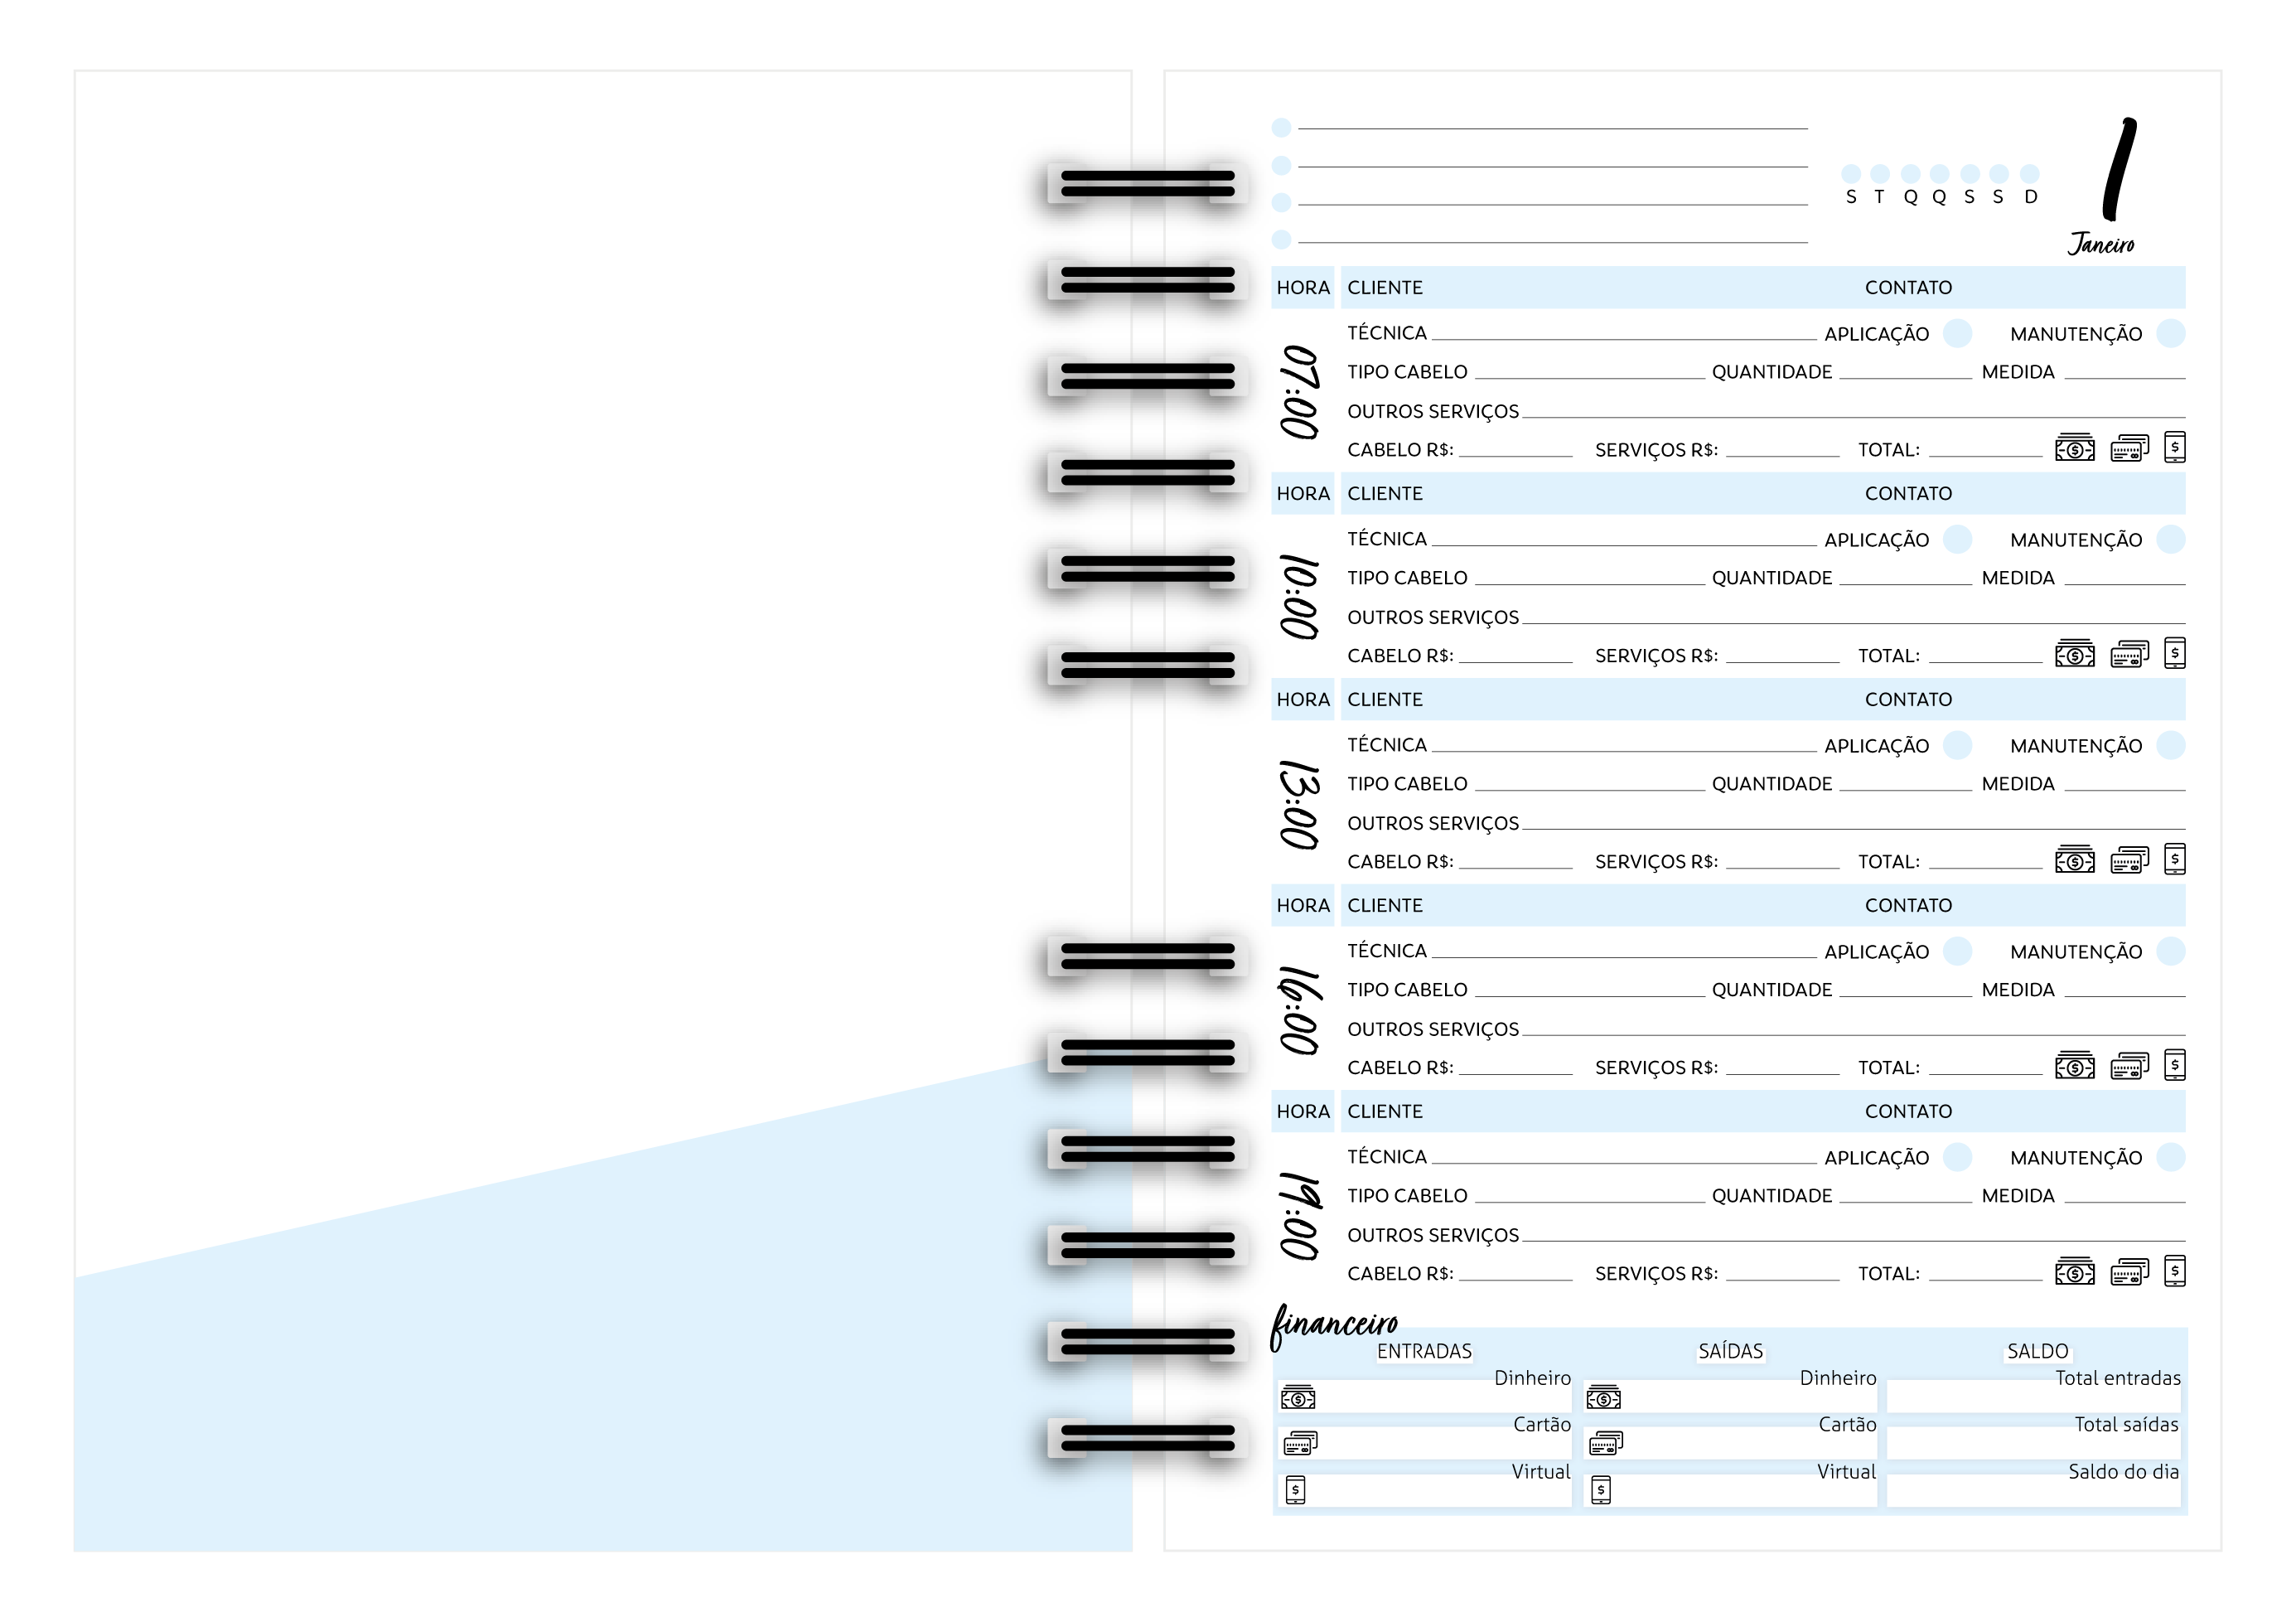 1
S T Q Q S S D
Janeiro
HORA CLIENTE CONTATO
07:00
TÉCNICA APLICAÇÃO MANUTENÇÃO
TIPO CABELO QUANTIDADE MEDIDA
OUTROS SERVIÇOS
CABELO R$: SERVIÇOS R$: TOTAL:
HORA CLIENTE CONTATO
10:00
TÉCNICA APLICAÇÃO MANUTENÇÃO
TIPO CABELO QUANTIDADE MEDIDA
OUTROS SERVIÇOS
CABELO R$: SERVIÇOS R$: TOTAL:
HORA CLIENTE CONTATO
13:00
TÉCNICA APLICAÇÃO MANUTENÇÃO
TIPO CABELO QUANTIDADE MEDIDA
OUTROS SERVIÇOS
CABELO R$: SERVIÇOS R$: TOTAL:
HORA CLIENTE CONTATO
16:00
TÉCNICA APLICAÇÃO MANUTENÇÃO
TIPO CABELO QUANTIDADE MEDIDA
OUTROS SERVIÇOS
CABELO R$: SERVIÇOS R$: TOTAL:
HORA CLIENTE CONTATO
19:00
TÉCNICA APLICAÇÃO MANUTENÇÃO
TIPO CABELO QUANTIDADE MEDIDA
OUTROS SERVIÇOS
CABELO R$: SERVIÇOS R$: TOTAL:
financeiro
ENTRADAS SAÍDAS SALDO
Dinheiro Dinheiro Total entradas
Cartão Cartão Total saídas
Virtual Virtual Saldo do dia